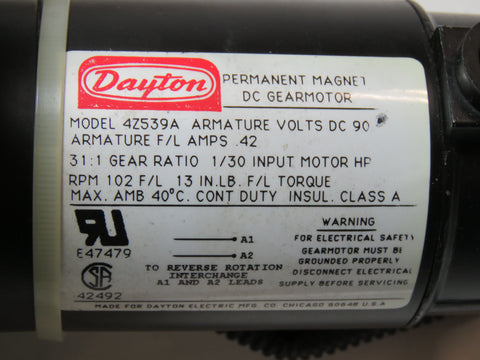 Dayton
PERMANENT MAGNET
DC GEARMOTOR
MODEL 4Z539A ARMATURE VOLTS DC 90
ARMATURE F/L AMPS .42
31:1 GEAR RATIO 1/30 INPUT MOTOR HP
RPM 102 F/L 13 IN.LB. F/L TORQUE
MAX. AMB 40°C. CONT DUTY INSUL. CLASS A
E47479
A1
A2
TO REVERSE ROTATION
INTERCHANGE
A1 AND A2 LEADS
SA
42492
WARNING
FOR ELECTRICAL SAFETY
GEARMOTOR MUST BE
GROUNDED PROPERLY
DISCONNECT ELECTRICAL
SUPPLY BEFORE SERVICING
MADE FOR DAYTON ELECTRIC MFG. CO. CHICAGO 60648 U.S.A